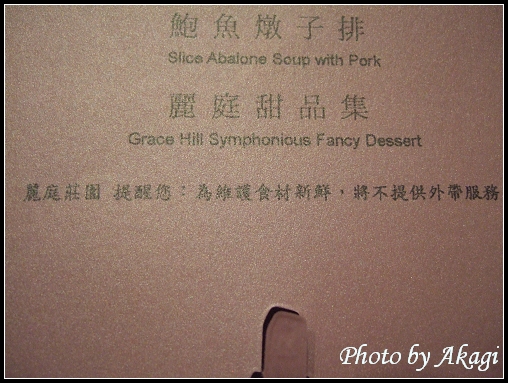 鮑魚燉子排
Slice Abalone Soup with Pork
麗庭甜品集
Grace Hill Symphonious Fancy Dessert
麗庭莊園 提醒您：為維護食材新鮮，將不提供外帶服務
Photo by Akagi